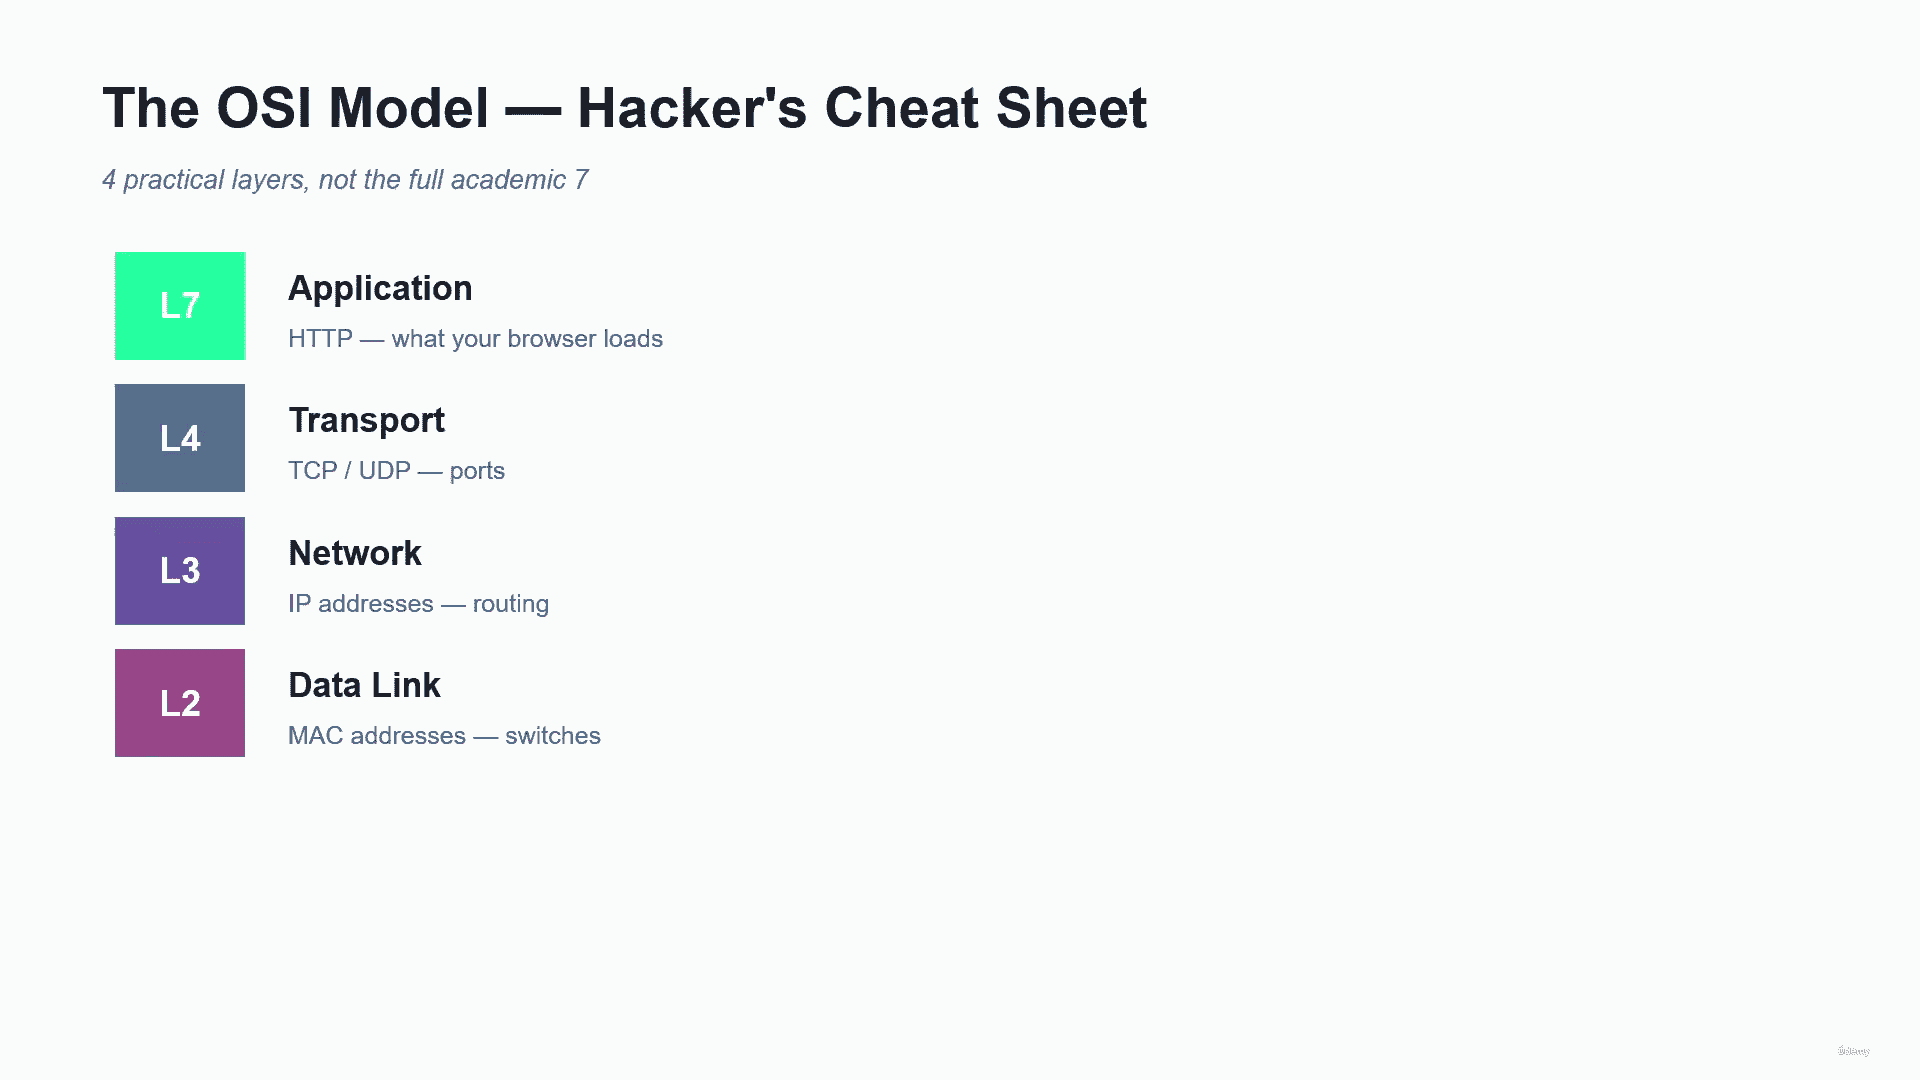 The OSI Model — Hacker's Cheat Sheet
4 practical layers, not the full academic 7
L7
Application
HTTP — what your browser loads
L4
Transport
TCP / UDP — ports
L3
Network
IP addresses — routing
L2
Data Link
MAC addresses — switches
ûdemy